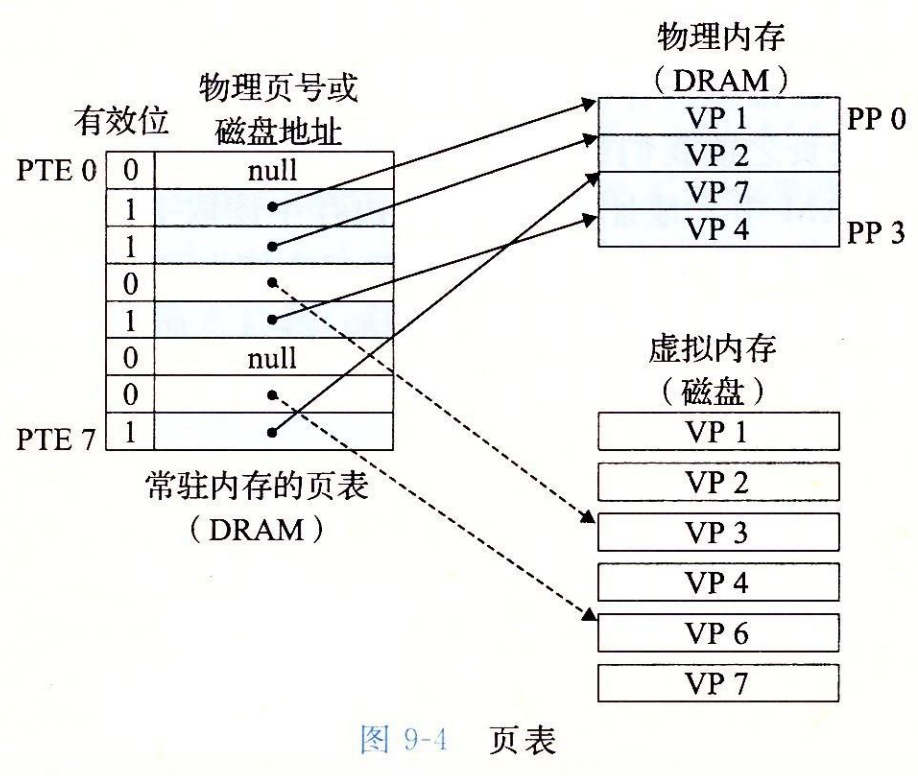 物理内存
（DRAM）
物理页号或
磁盘地址
有效位
PTE 0 0 null
1
1
0
1
0 null
0
PTE 7 1
常驻内存的页表
（DRAM）
VP 1 PP 0
VP 2
VP 7
VP 4 PP 3
虚拟内存
（磁盘）
VP 1
VP 2
VP 3
VP 4
VP 6
VP 7
图 9-4 页表